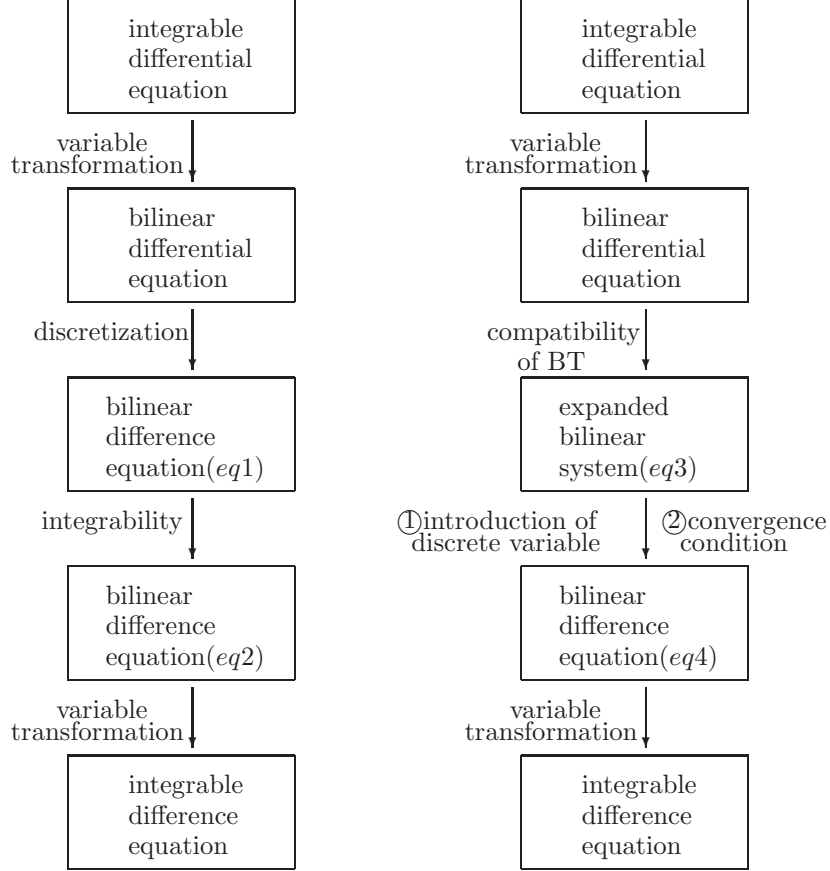 integrable
differential
equation
variable
transformation
bilinear
differential
equation
discretization
bilinear
difference
equation(eq1)
integrability
bilinear
difference
equation(eq2)
variable
transformation
integrable
difference
equation
integrable
differential
equation
variable
transformation
bilinear
differential
equation
compatibility
of BT
expanded
bilinear
system(eq3)
①introduction of
discrete variable
②convergence
condition
bilinear
difference
equation(eq4)
variable
transformation
integrable
difference
equation